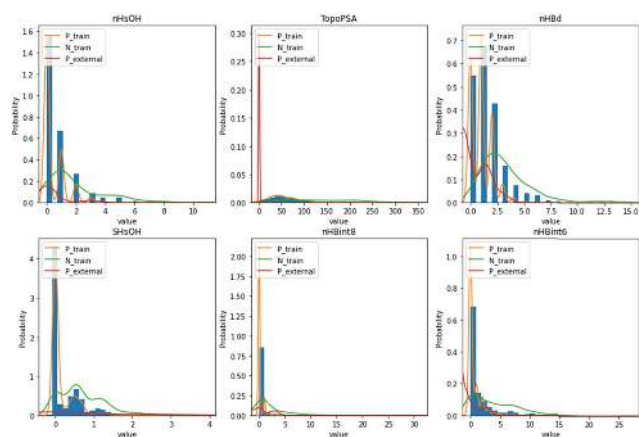 nHsOH
TopoPSA
nHBd
P_train
N_train
P_external
P_train
N_train
P_external
P_train
N_train
P_external
Probability
Probability
Probability
1.6
1.4
1.2
1.0
0.8
0.6
0.4
0.2
0.0
0.30
0.25
0.20
0.15
0.10
0.05
0.00
0.7
0.6
0.5
0.4
0.3
0.2
0.1
0.0
0 2 4 6 8 10
0 50 100 150 200 250 300 350
0.0 2.5 5.0 7.5 10.0 12.5 15.0
value
value
value
SHsOH
nHBint8
nHBint6
P_train
N_train
P_external
P_train
N_train
P_external
P_train
N_train
P_external
Probability
Probability
Probability
4
3
2
1
0
2.00
1.75
1.50
1.25
1.00
0.75
0.50
0.25
0.00
1.0
0.8
0.6
0.4
0.2
0.0
0 1 2 3 4
0 5 10 15 20 25 30
0 5 10 15 20 25
value
value
value